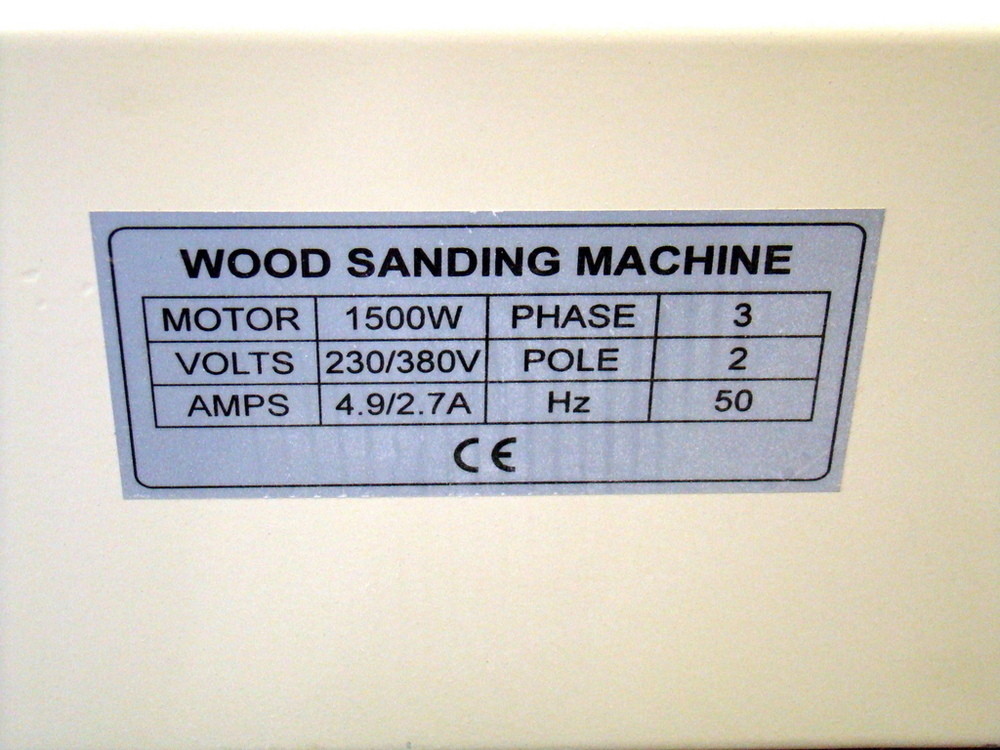 WOOD SANDING MACHINE
MOTOR 1500W PHASE 3
VOLTS 230/380V POLE 2
AMPS 4.9/2.7A Hz 50
CE